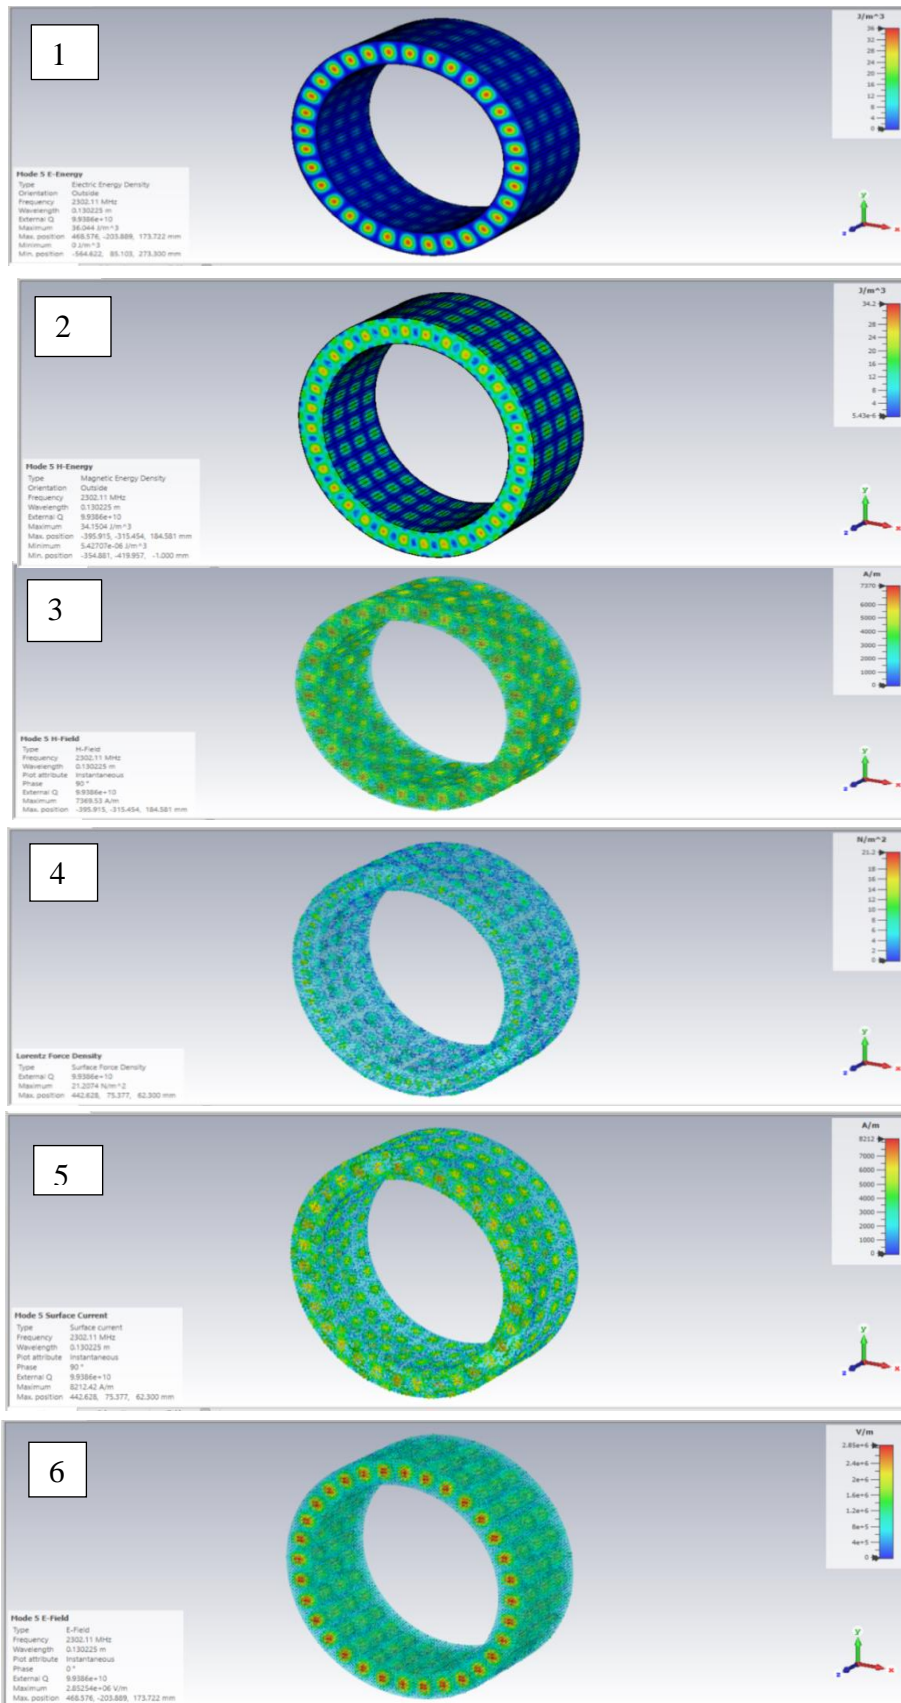 1
J/m^3
36
32
28
24
20
16
12
8
4
0
Mode 5 E-Energy
Type Electric Energy Density
Orientation Outside
Frequency 2302.11 MHz
Wavelength 0.130225 m
External Q 9.9386e+10
Maximum 36.044 J/m^3
Max. position 468.576, -203.889, 173.722 mm
Minimum 0 J/m^3
Min. position -564.622, 85.103, 273.300 mm
y
z
x
2
J/m^3
34.2
28
24
20
16
12
8
4
5.43e-6
Mode 5 H-Energy
Type Magnetic Energy Density
Orientation Outside
Frequency 2302.11 MHz
Wavelength 0.130225 m
External Q 9.9386e+10
Maximum 34.1504 J/m^3
Max. position -395.915, -315.454, 184.581 mm
Minimum 5.42707e-06 J/m^3
Min. position -354.881, -419.957, -1.000 mm
y
z
x
3
A/m
7370
6000
5000
4000
3000
2000
1000
0
Mode 5 H-Field
Type H-Field
Frequency 2302.11 MHz
Wavelength 0.130225 m
Plot attribute Instantaneous
Phase 90 °
External Q 9.9386e+10
Maximum 7369.53 A/m
Max. position -395.915, -315.454, 184.581 mm
y
z
x
4
N/m^2
21.2
18
16
14
12
10
8
6
4
2
0
Lorentz Force Density
Type Surface Force Density
External Q 9.9386e+10
Maximum 21.2074 N/m^2
Max. position 442.628, 75.377, 62.300 mm
y
z
x
5
A/m
8212
7000
6000
5000
4000
3000
2000
1000
0
Mode 5 Surface Current
Type Surface current
Frequency 2302.11 MHz
Wavelength 0.130225 m
Plot attribute Instantaneous
Phase 90 °
External Q 9.9386e+10
Maximum 8212.42 A/m
Max. position 442.628, 75.377, 62.300 mm
y
z
x
6
V/m
2.85e+6
2.4e+6
2e+6
1.6e+6
1.2e+6
8e+5
4e+5
0
Mode 5 E-Field
Type E-Field
Frequency 2302.11 MHz
Wavelength 0.130225 m
Plot attribute Instantaneous
Phase 0 °
External Q 9.9386e+10
Maximum 2.85254e+06 V/m
Max. position 468.576, -203.889, 173.722 mm
y
z
x